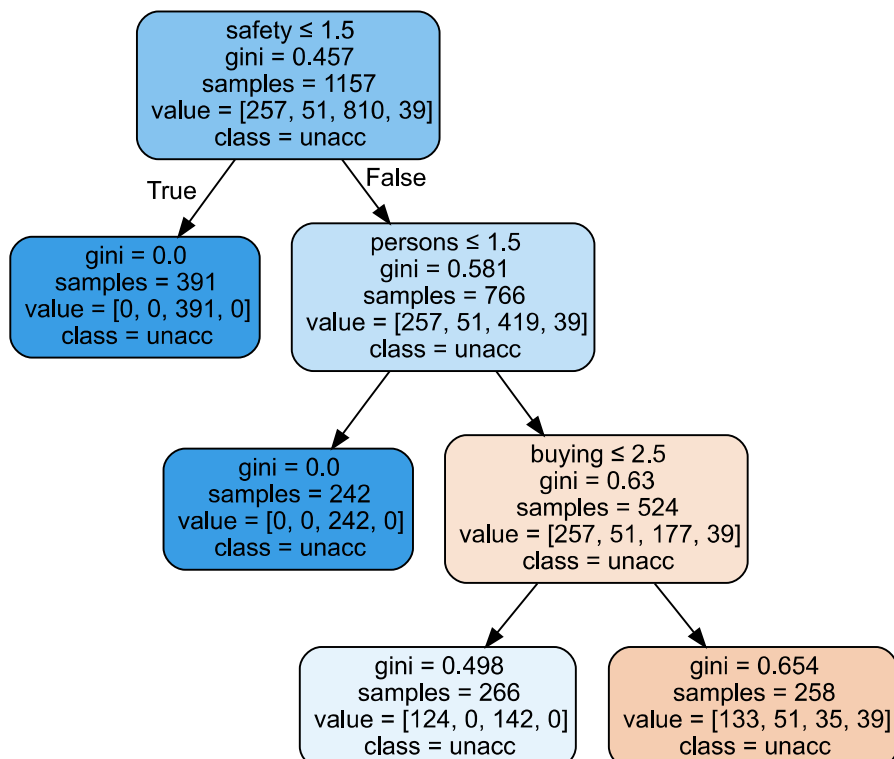 safety ≤ 1.5
gini = 0.457
samples = 1157
value = [257, 51, 810, 39]
class = unacc
True
False
gini = 0.0
samples = 391
value = [0, 0, 391, 0]
class = unacc
persons ≤ 1.5
gini = 0.581
samples = 766
value = [257, 51, 419, 39]
class = unacc
gini = 0.0
samples = 242
value = [0, 0, 242, 0]
class = unacc
buying ≤ 2.5
gini = 0.63
samples = 524
value = [257, 51, 177, 39]
class = unacc
gini = 0.498
samples = 266
value = [124, 0, 142, 0]
class = unacc
gini = 0.654
samples = 258
value = [133, 51, 35, 39]
class = unacc